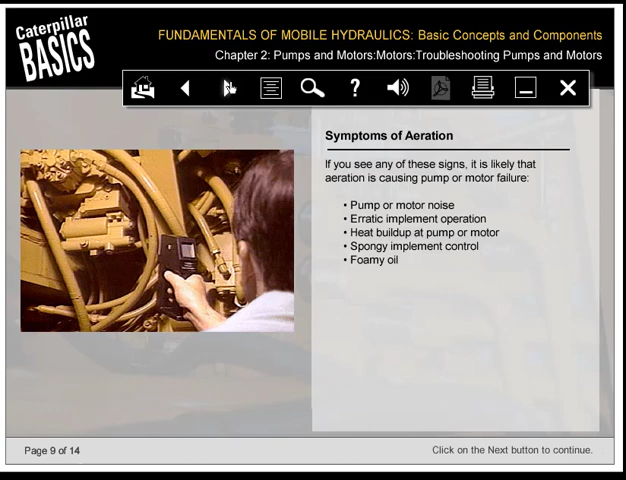 Caterpillar
BASICS
FUNDAMENTALS OF MOBILE HYDRAULICS: Basic Concepts and Components
Chapter 2: Pumps and Motors:Motors:Troubleshooting Pumps and Motors
?
Symptoms of Aeration
If you see any of these signs, it is likely that
aeration is causing pump or motor failure:
• Pump or motor noise
• Erratic implement operation
• Heat buildup at pump or motor
• Spongy implement control
• Foamy oil
Page 9 of 14
Click on the Next button to continue.